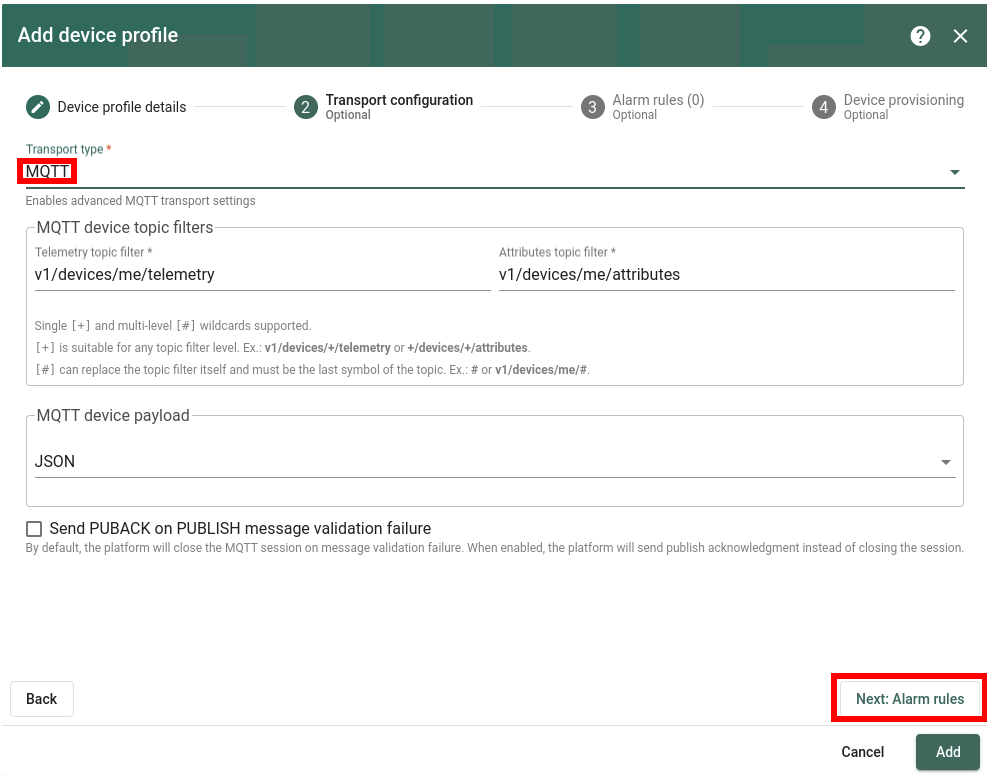 Add device profile
?
Device profile details
2 Transport configuration
Optional
3 Alarm rules (0)
Optional
4 Device provisioning
Optional
Transport type *
MQTT
Enables advanced MQTT transport settings
MQTT device topic filters
Telemetry topic filter *
v1/devices/me/telemetry
Attributes topic filter *
v1/devices/me/attributes
Single [+] and multi-level [#] wildcards supported.
[+] is suitable for any topic filter level. Ex.: v1/devices/+/telemetry or +/devices/+/attributes.
[#] can replace the topic filter itself and must be the last symbol of the topic. Ex.: # or v1/devices/me/#.
MQTT device payload
JSON
Send PUBACK on PUBLISH message validation failure
By default, the platform will close the MQTT session on message validation failure. When enabled, the platform will send publish acknowledgment instead of closing the session.
Back
Next: Alarm rules
Cancel
Add